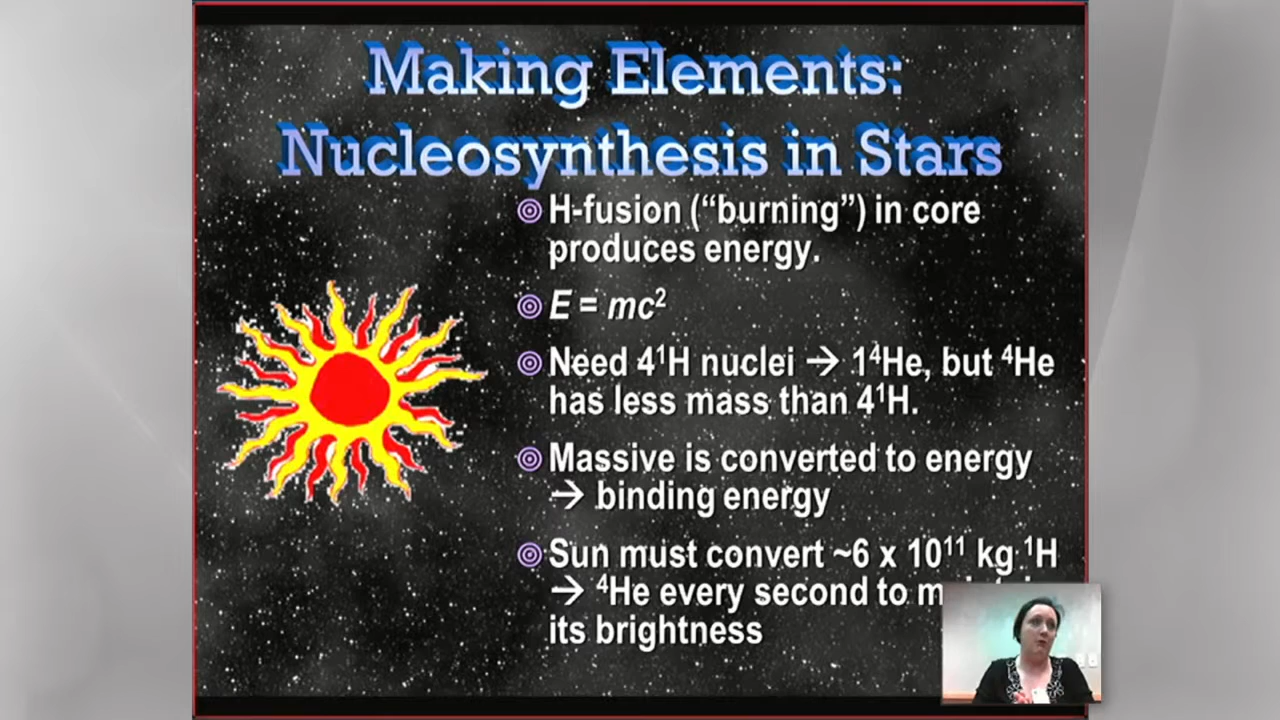 Making Elements:
Nucleosynthesis in Stars
H-fusion (“burning”) in core
produces energy.
E = mc²
Need 4¹H nuclei → 1⁴He, but ⁴He
has less mass than 4¹H.
Massive is converted to energy
→ binding energy
Sun must convert ~6 x 10¹¹ kg ¹H
→ ⁴He every second to
its brightness